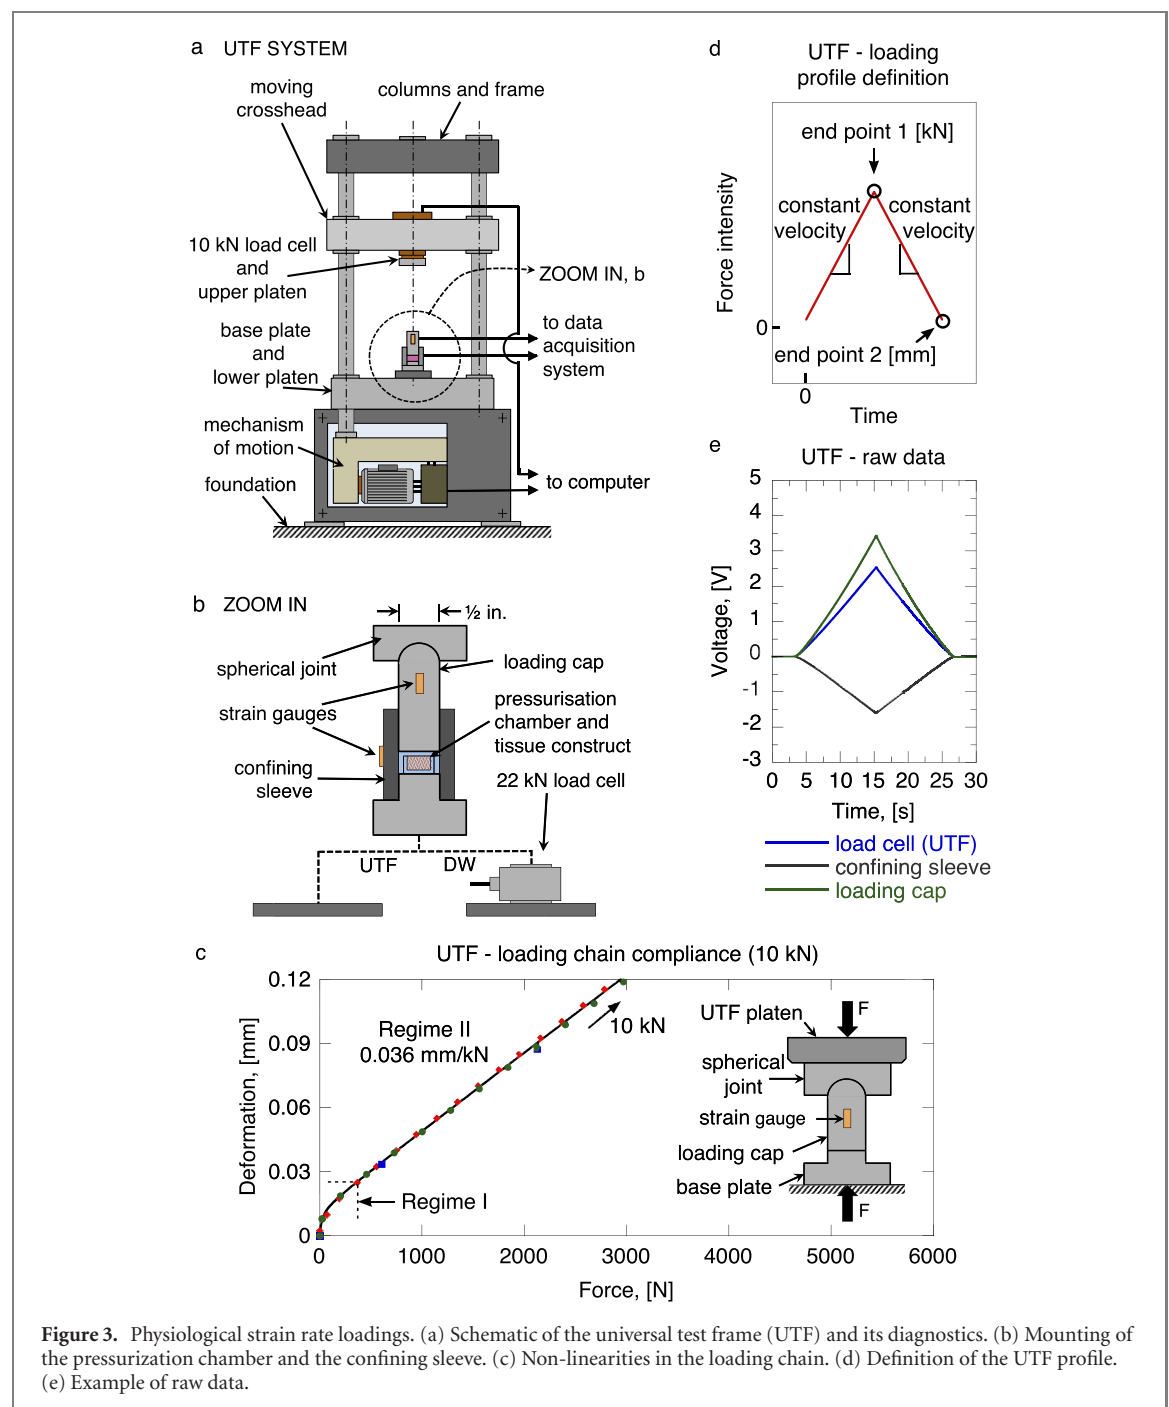 a UTF SYSTEM
moving
crosshead
columns and frame
10 kN load cell
and
upper platen
ZOOM IN, b
base plate
and
lower platen
to data
acquisition
system
mechanism
of motion
foundation
to computer
b ZOOM IN
½ in.
spherical joint
loading cap
strain gauges
pressurisation
chamber and
tissue construct
confining
sleeve
22 kN load cell
UTF
DW
d UTF - loading
profile definition
end point 1 [kN]
constant
velocity
constant
velocity
Force intensity
0
end point 2 [mm]
0
Time
e UTF - raw data
5
4
3
2
1
0
-1
-2
-3
Voltage, [V]
0 5 10 15 20 25 30
Time, [s]
load cell (UTF)
confining sleeve
loading cap
c UTF - loading chain compliance (10 kN)
0.12
0.09
0.06
0.03
0
Deformation, [mm]
Regime II
0.036 mm/kN
10 kN
Regime I
UTF platen
F
spherical
joint
strain gauge
loading cap
base plate
F
0 1000 2000 3000 4000 5000 6000
Force, [N]
Figure 3. Physiological strain rate loadings. (a) Schematic of the universal test frame (UTF) and its diagnostics. (b) Mounting of
the pressurization chamber and the confining sleeve. (c) Non-linearities in the loading chain. (d) Definition of the UTF profile.
(e) Example of raw data.